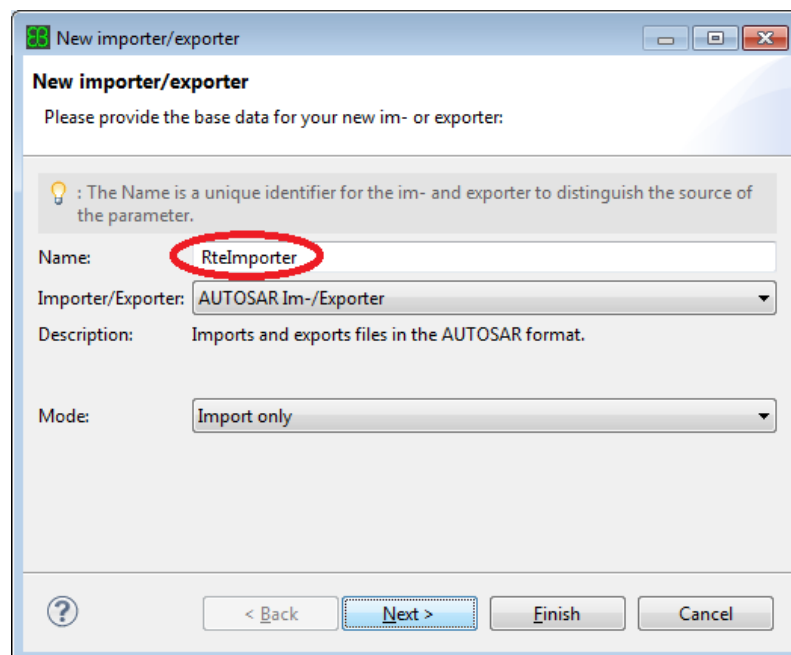 New importer/exporter
New importer/exporter
Please provide the base data for your new im- or exporter:
: The Name is a unique identifier for the im- and exporter to distinguish the source of
the parameter.
Name: RteImporter
Importer/Exporter: AUTOSAR Im-/Exporter
Description: Imports and exports files in the AUTOSAR format.
Mode: Import only
? < Back Next > Finish Cancel